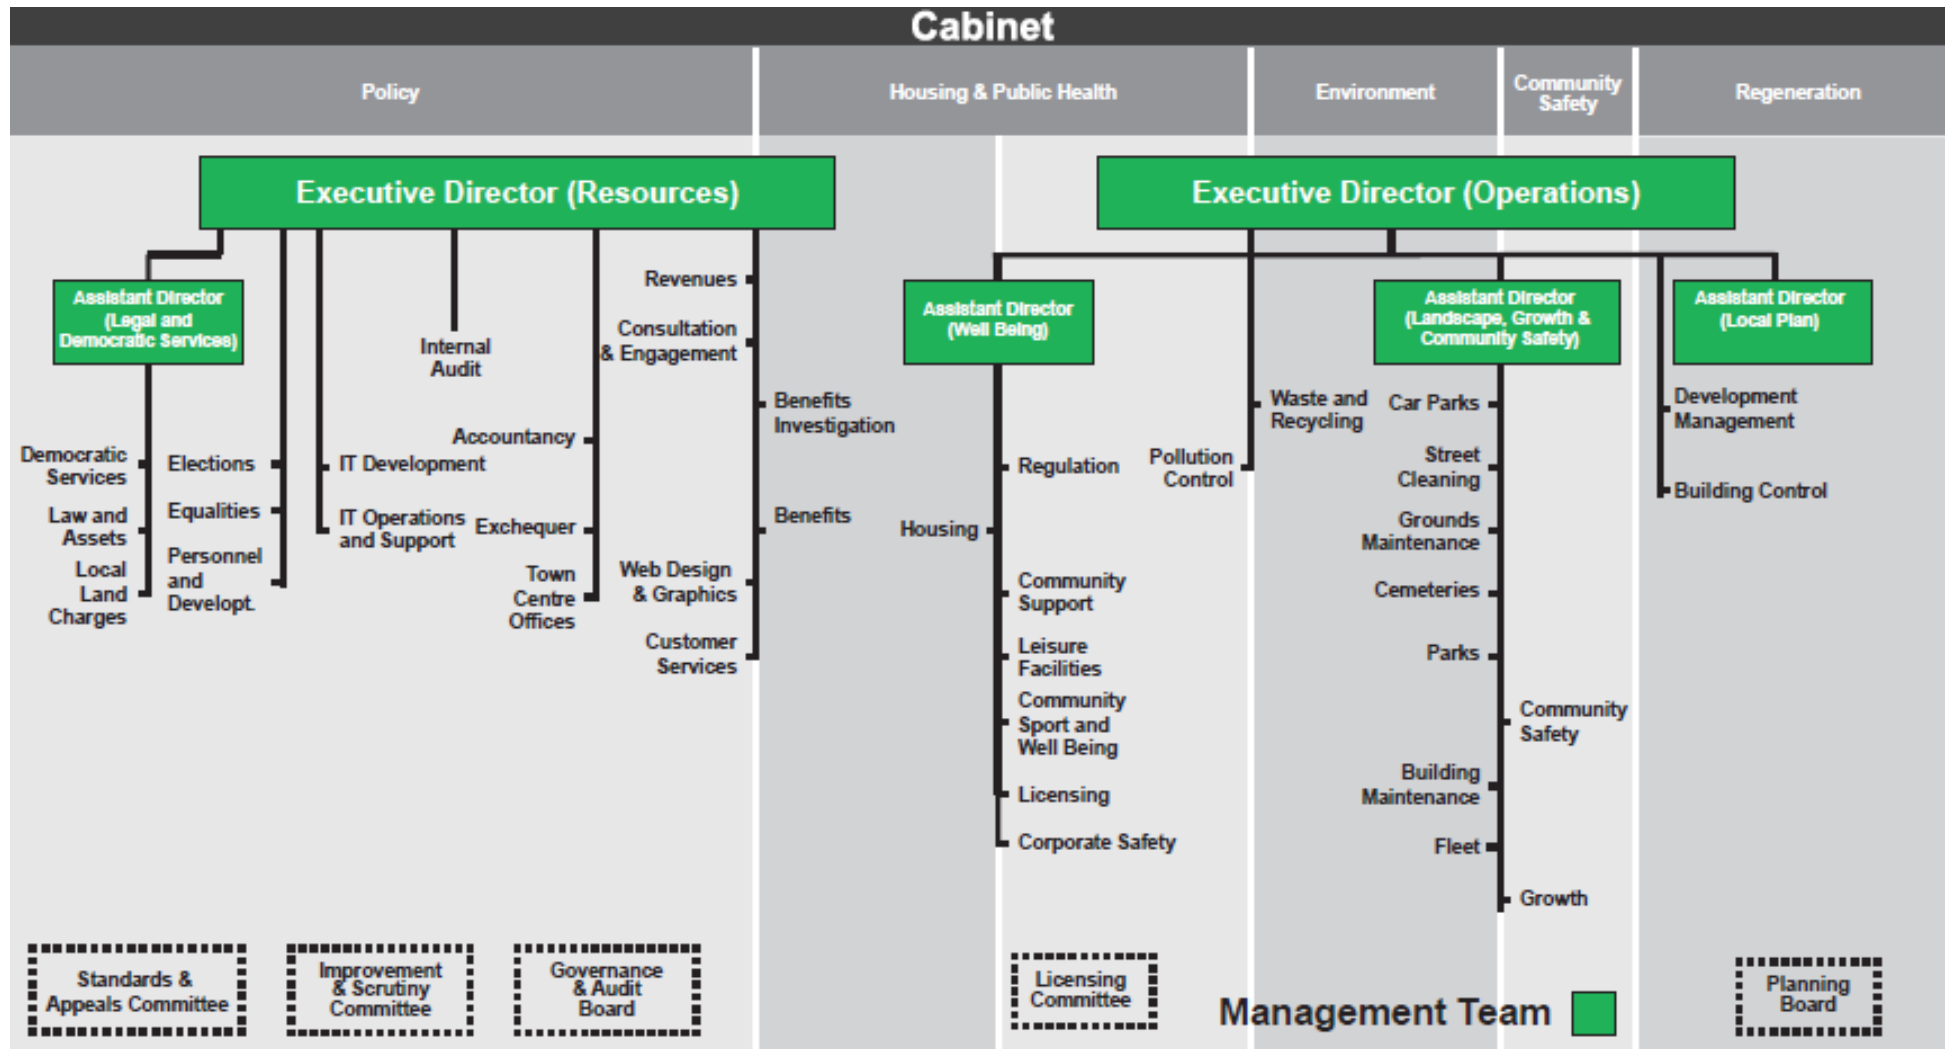 Cabinet
Policy
Housing & Public Health
Environment
Community
Safety
Regeneration
Executive Director (Resources)
Executive Director (Operations)
Assistant Director
(Legal and
Democratic Services)
Democratic
Services
Law and
Assets
Local
Land
Charges
Elections
Equalities
Personnel
and
Developt.
IT Development
IT Operations
and Support
Internal
Audit
Accountancy
Exchequer
Town
Centre
Offices
Revenues
Consultation
& Engagement
Benefits
Investigation
Benefits
Web Design
& Graphics
Customer
Services
Assistant Director
(Well Being)
Regulation
Housing
Community
Support
Leisure
Facilities
Community
Sport and
Well Being
Licensing
Corporate Safety
Waste and
Recycling
Pollution
Control
Assistant Director
(Landscape, Growth &
Community Safety)
Car Parks
Street
Cleaning
Grounds
Maintenance
Cemeteries
Parks
Community
Safety
Building
Maintenance
Fleet
Growth
Assistant Director
(Local Plan)
Development
Management
Building Control
Standards &
Appeals Committee
Improvement
& Scrutiny
Committee
Governance
& Audit
Board
Licensing
Committee
Management Team
Planning
Board